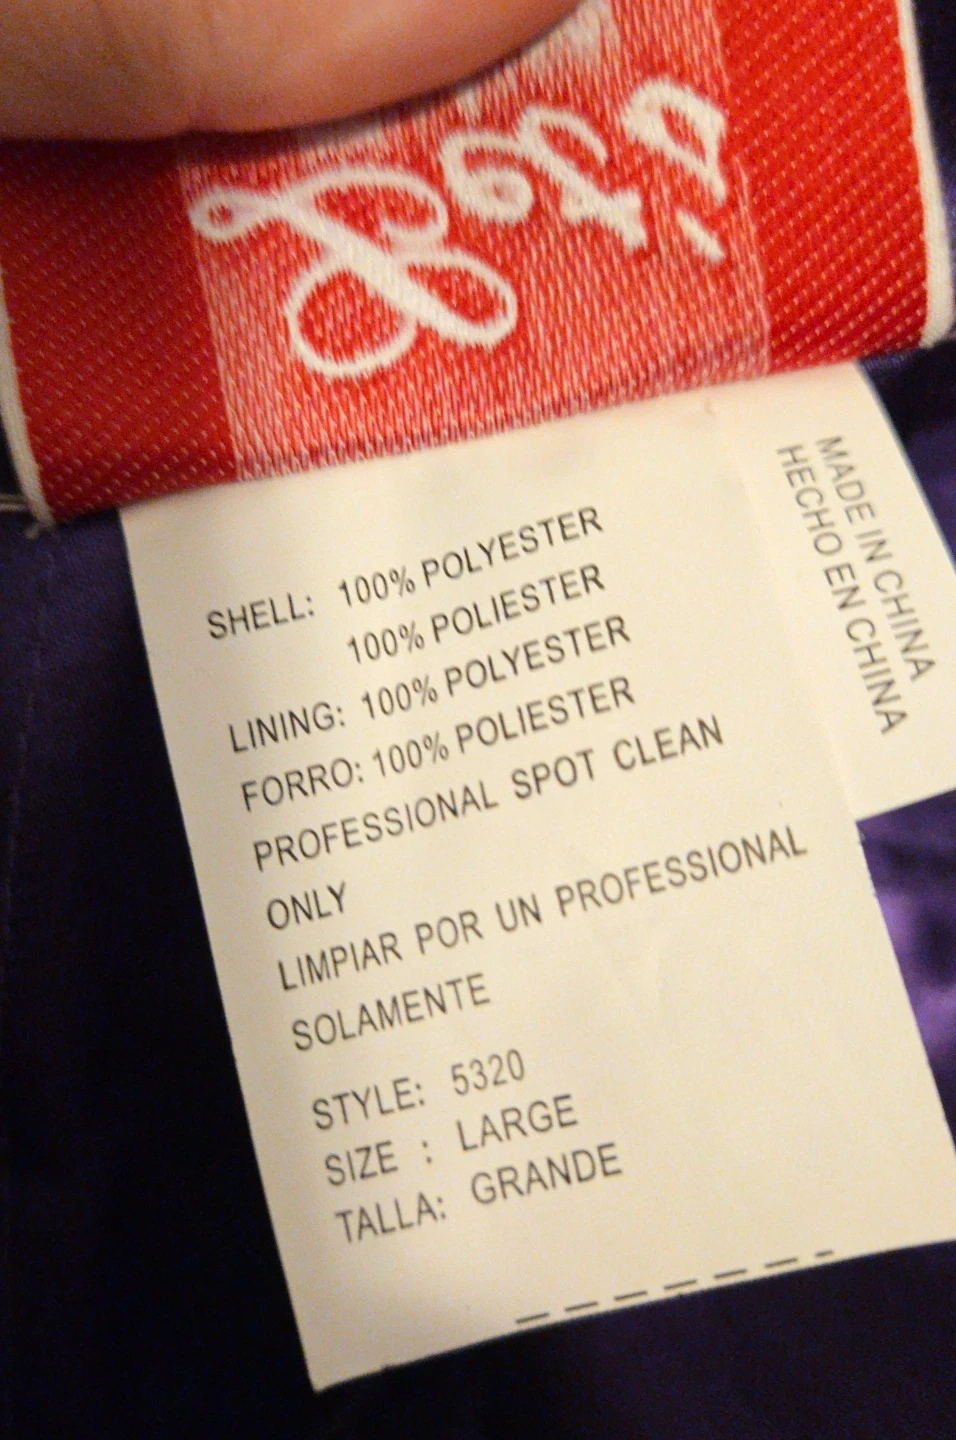 SHELL: 100% POLYESTER
100% POLIESTER
LINING: 100% POLYESTER
FORRO: 100% POLIESTER
PROFESSIONAL SPOT CLEAN
ONLY
LIMPIAR POR UN PROFESSIONAL
SOLAMENTE
STYLE: 5320
SIZE : LARGE
TALLA: GRANDE
MADE IN CHINA
HECHO EN CHINA